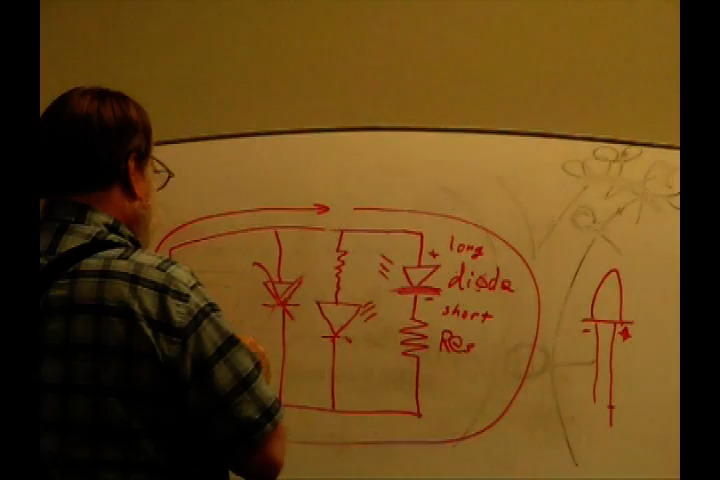 + long
diode
- short
Res
- +